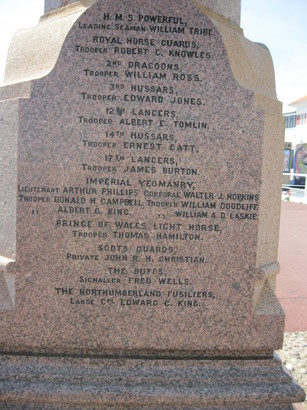 H.M.S POWERFUL,
LEADING SEAMAN WILLIAM TRIBE.
ROYAL HORSE GUARDS,
TROOPER ROBERT C. KNOWLES.
2ND DRAGOONS,
TROOPER WILLIAM ROSS.
3RD HUSSARS,
TROOPER EDWARD JONES.
12TH LANCERS,
TROOPER ALBERT E. TOMLIN.
14TH HUSSARS,
TROOPER ERNEST CATT.
17TH LANCERS,
TROOPER JAMES BURTON.
IMPERIAL YEOMANRY,
LIEUTENANT ARTHUR PHILLIPS CORPORAL WALTER J. HOPKINS
TROOPER DONALD H. CAMPBELL, TROOPER WILLIAM GOODLIFF
" ALBERT G. KING. " WILLIAM A. D. LASKIE
PRINCE OF WALES LIGHT HORSE,
TROOPER THOMAS HAMILTON.
SCOTS GUARDS,
PRIVATE JOHN R. H. CHRISTIAN.
THE BUFFS,
SIGNALLER FRED WELLS.
THE NORTHUMBERLAND FUSILIERS,
LANCE CPL EDWARD C. KING.